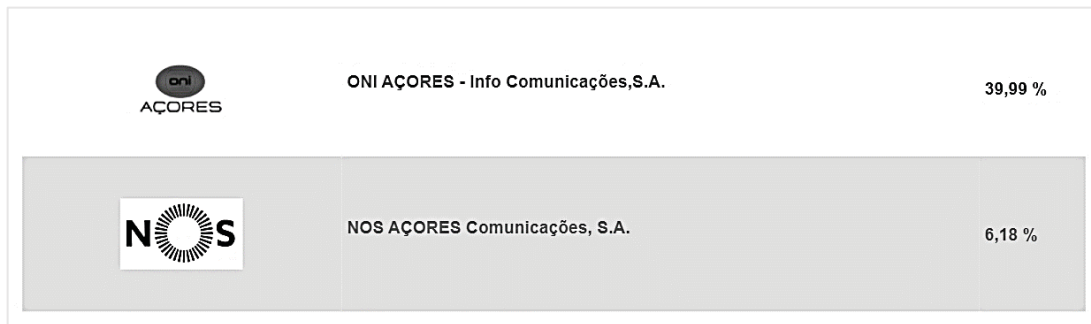 oni
AÇORES
ONI AÇORES - Info Comunicações,S.A.
39,99 %
NOS
NOS AÇORES Comunicações, S.A.
6,18 %